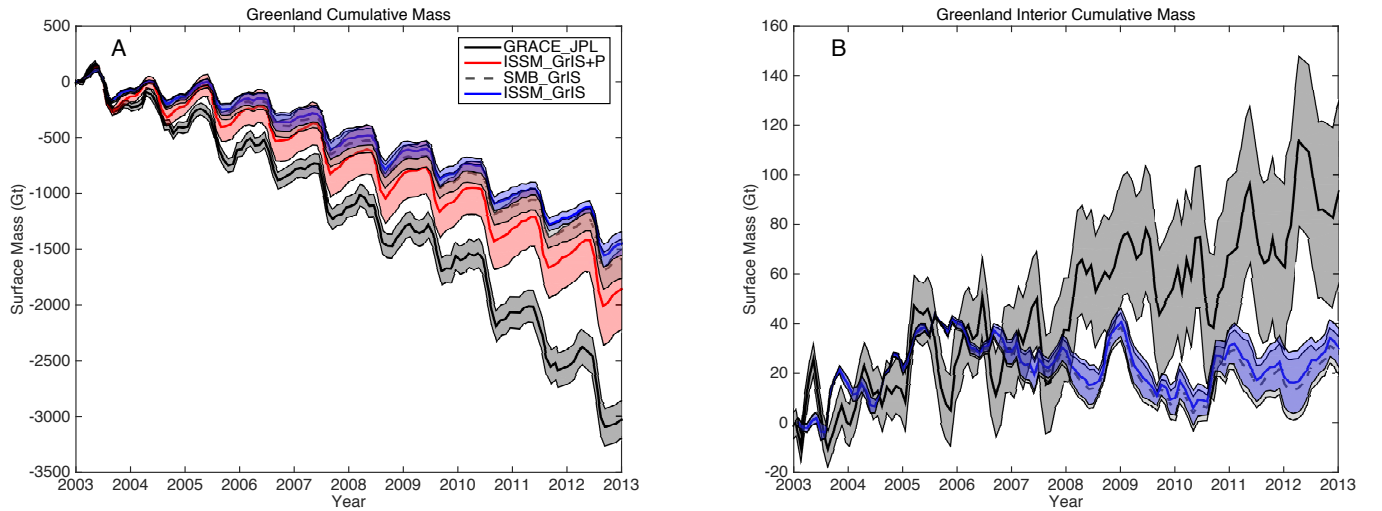 Greenland Cumulative Mass
A
GRACE_JPL
ISSM_GrIS+P
SMB_GrIS
ISSM_GrIS
Surface Mass (Gt)
500
0
-500
-1000
-1500
-2000
-2500
-3000
-3500
2003 2004 2005 2006 2007 2008 2009 2010 2011 2012 2013
Year
Greenland Interior Cumulative Mass
B
Surface Mass (Gt)
160
140
120
100
80
60
40
20
0
-20
2003 2004 2005 2006 2007 2008 2009 2010 2011 2012 2013
Year